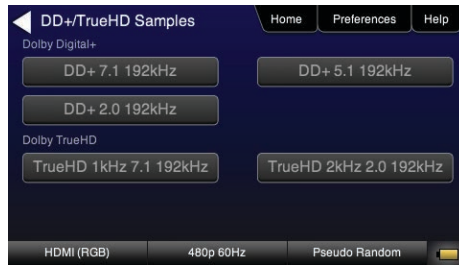 DD+/TrueHD Samples Home Preferences Help
Dolby Digital+
DD+ 7.1 192kHz DD+ 5.1 192kHz
DD+ 2.0 192kHz
Dolby TrueHD
TrueHD 1kHz 7.1 192kHz TrueHD 2kHz 2.0 192kHz
HDMI (RGB) 480p 60Hz Pseudo Random